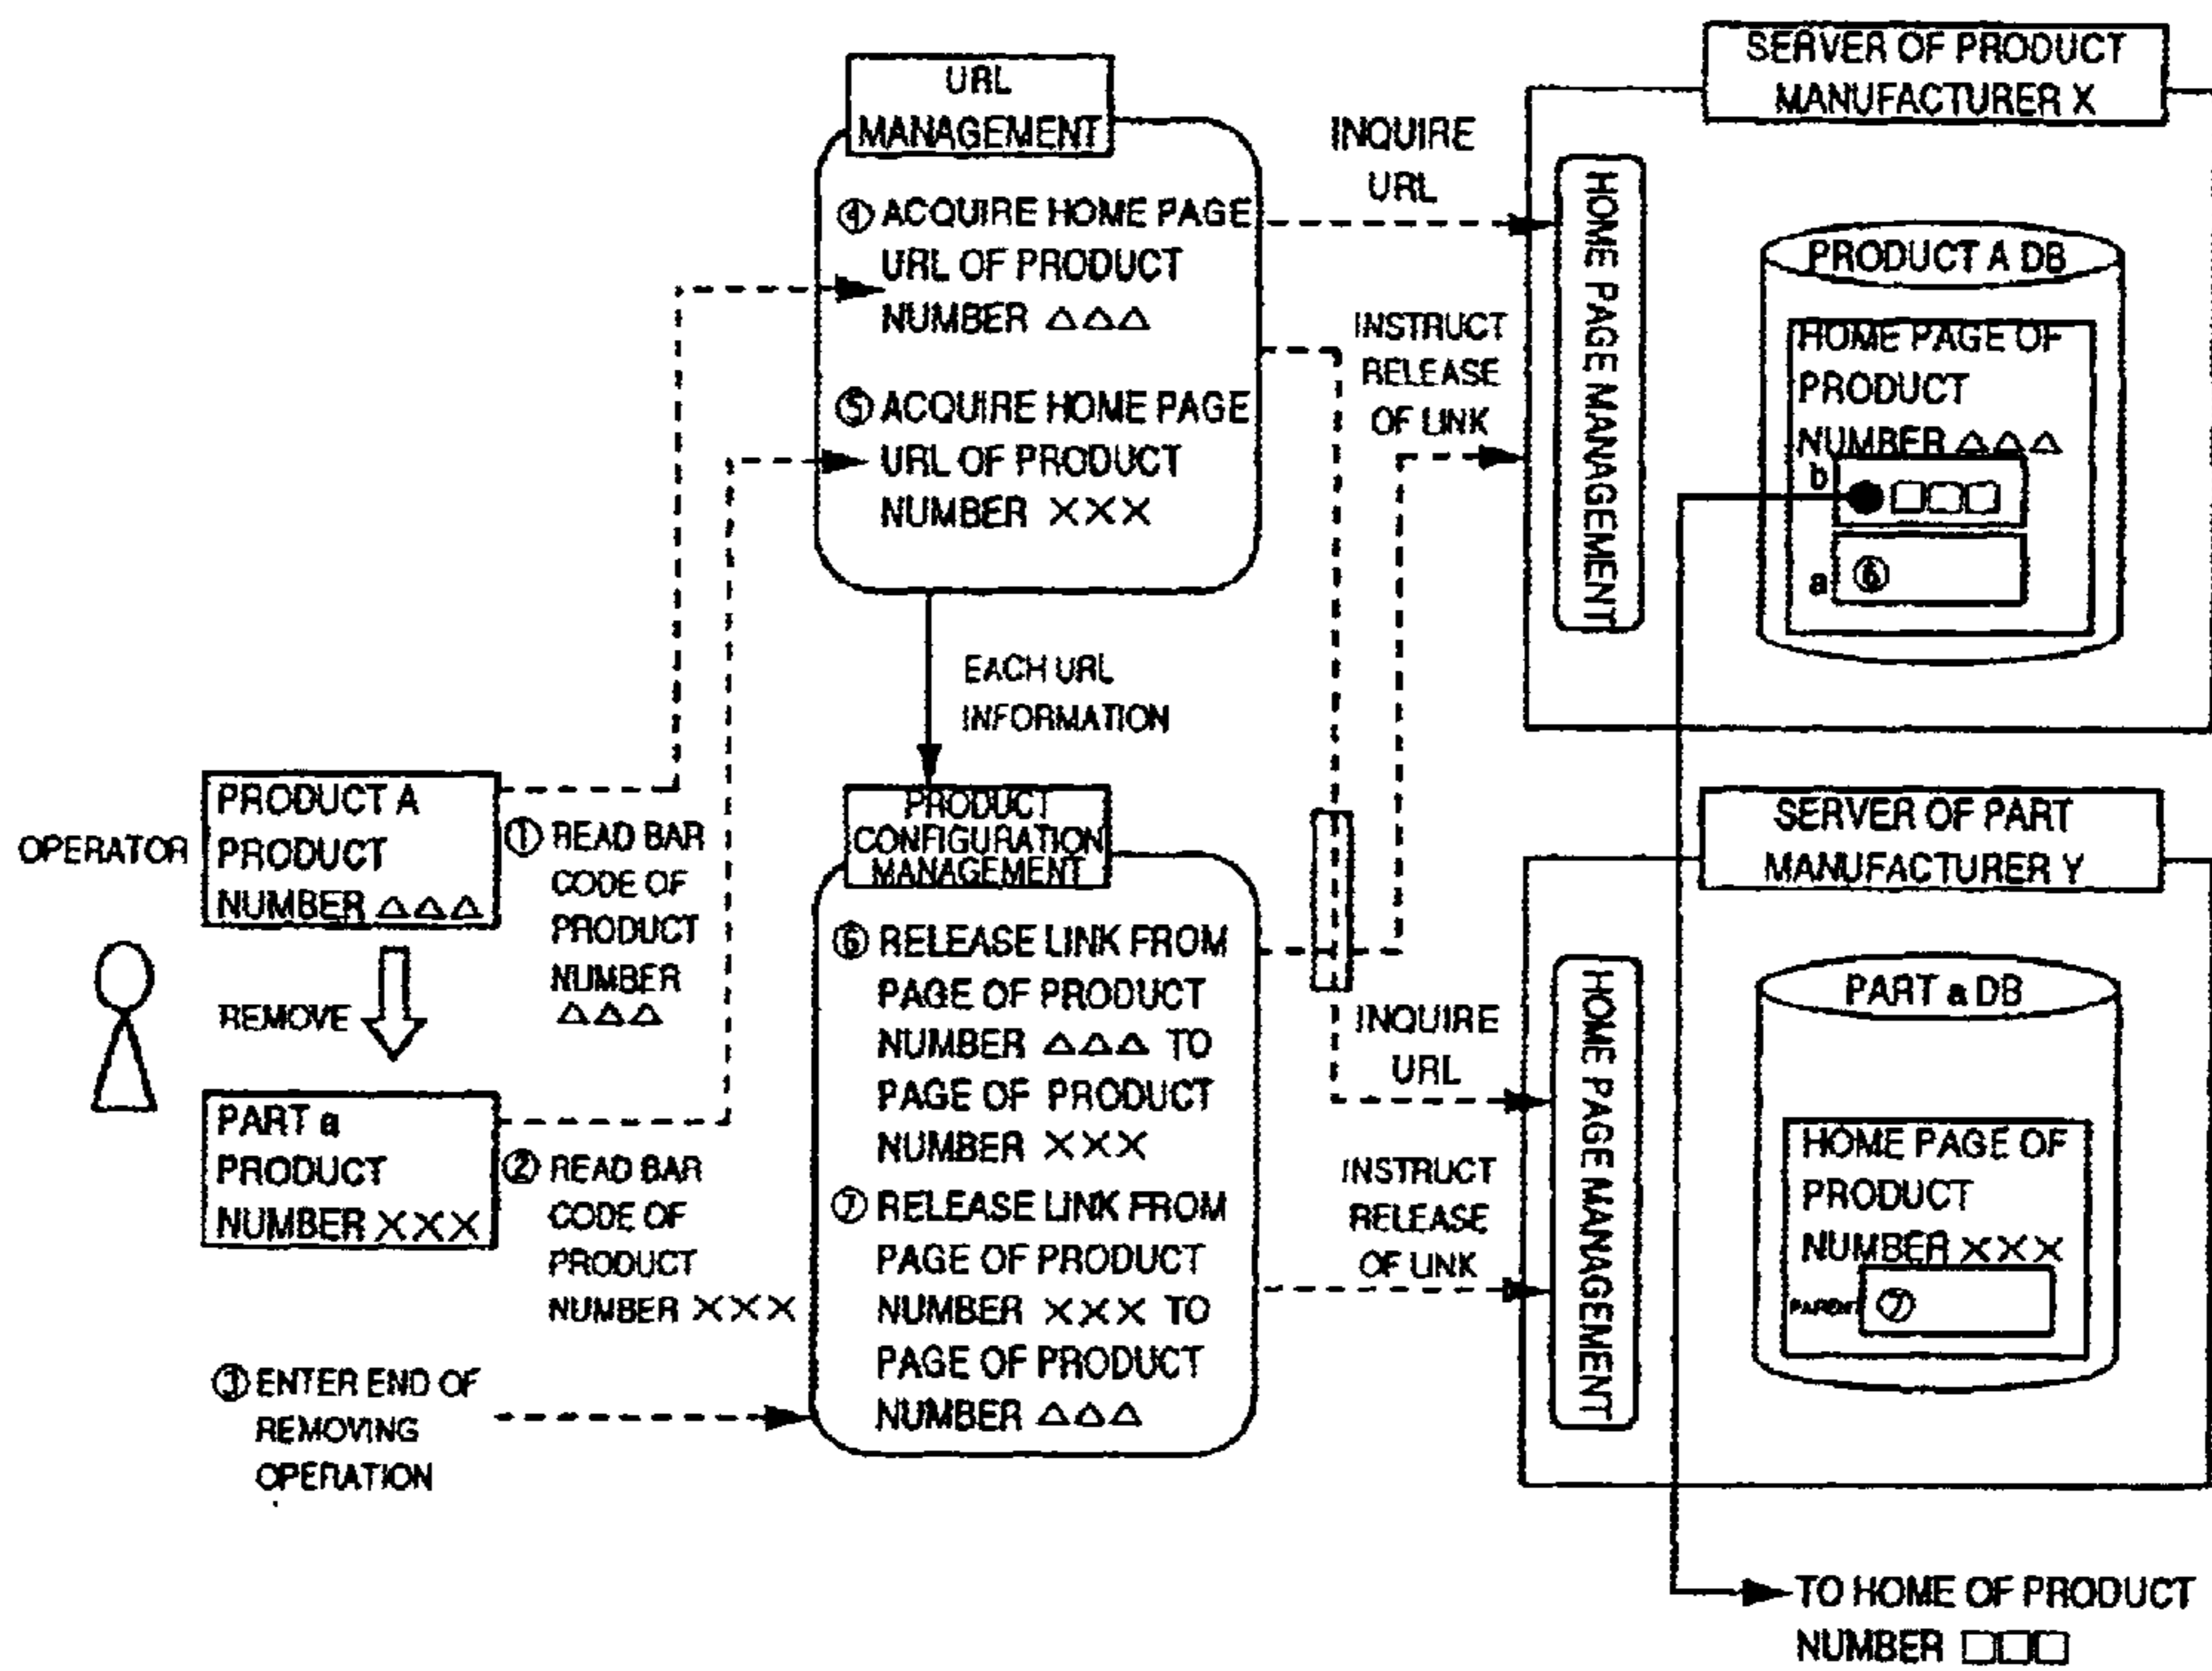 URL
MANAGEMENT
④ ACQUIRE HOME PAGE
URL OF PRODUCT
NUMBER △△△
⑤ ACQUIRE HOME PAGE
URL OF PRODUCT
NUMBER ×××
INQUIRE
URL
INSTRUCT
RELEASE
OF LINK
SERVER OF PRODUCT
MANUFACTURER X
HOME PAGE MANAGEMENT
PRODUCT A DB
HOME PAGE OF
PRODUCT
NUMBER △△△
b
●□□□
a ⑥
EACH URL
INFORMATION
OPERATOR
PRODUCT A
PRODUCT
NUMBER △△△
① READ BAR
CODE OF
PRODUCT
NUMBER
△△△
REMOVE
PART a
PRODUCT
NUMBER ×××
② READ BAR
CODE OF
PRODUCT
NUMBER ×××
③ ENTER END OF
REMOVING
OPERATION
PRODUCT
CONFIGURATION
MANAGEMENT
⑥ RELEASE LINK FROM
PAGE OF PRODUCT
NUMBER △△△ TO
PAGE OF PRODUCT
NUMBER ×××
⑦ RELEASE LINK FROM
PAGE OF PRODUCT
NUMBER ××× TO
PAGE OF PRODUCT
NUMBER △△△
INQUIRE
URL
INSTRUCT
RELEASE
OF LINK
SERVER OF PART
MANUFACTURER Y
HOME PAGE MANAGEMENT
PART a DB
HOME PAGE OF
PRODUCT
NUMBER ×××
PARENT ⑦
TO HOME OF PRODUCT
NUMBER □□□